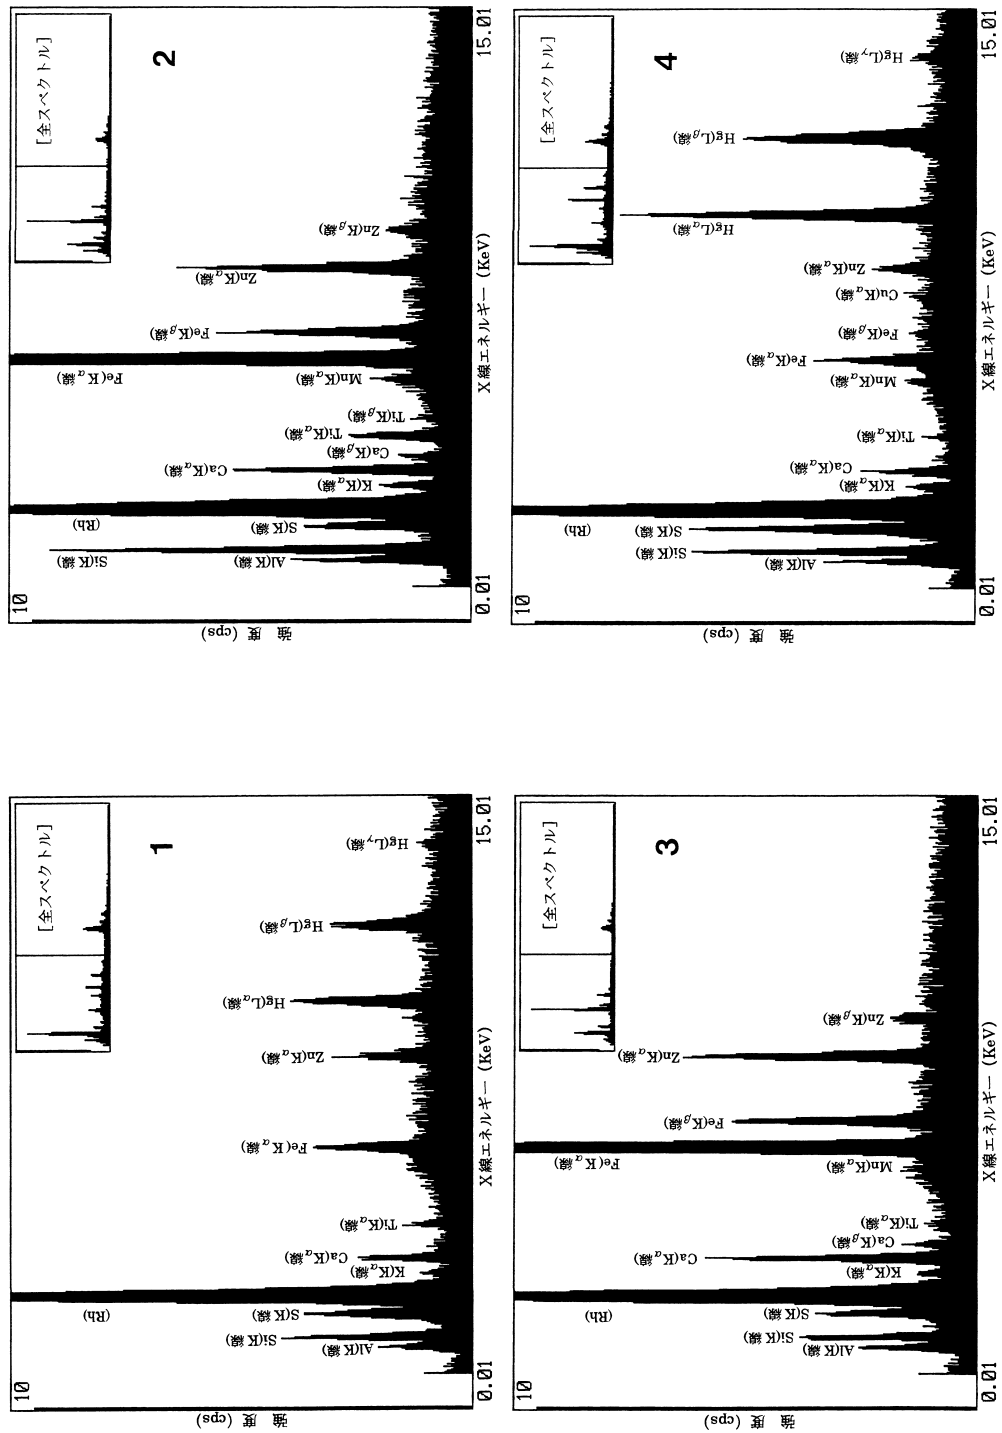 1
[全スペクトル]
10
強 度 (cps)
Al(K線)
Si(K線)
S(K線)
(Rh)
K(Kα線)
Ca(Kα線)
Ti(Kα線)
Fe(Kα線)
Zn(Kα線)
Hg(Lα線)
Hg(Lβ線)
Hg(Lγ線)
0.01
X線エネルギー (KeV)
15.01
2
[全スペクトル]
10
強 度 (cps)
Al(K線)
Si(K線)
S(K線)
(Rh)
K(Kα線)
Ca(Kα線)
Ca(Kβ線)
Ti(Kα線)
Ti(Kβ線)
Mn(Kα線)
Fe(Kα線)
Fe(Kβ線)
Zn(Kα線)
Zn(Kβ線)
0.01
X線エネルギー (KeV)
15.01
3
[全スペクトル]
10
強 度 (cps)
Al(K線)
Si(K線)
S(K線)
(Rh)
K(Kα線)
Ca(Kα線)
Ca(Kβ線)
Ti(Kα線)
Mn(Kα線)
Fe(Kα線)
Fe(Kβ線)
Zn(Kα線)
Zn(Kβ線)
0.01
X線エネルギー (KeV)
15.01
4
[全スペクトル]
10
強 度 (cps)
Al(K線)
Si(K線)
S(K線)
(Rh)
K(Kα線)
Ca(Kα線)
Ti(Kα線)
Mn(Kα線)
Fe(Kα線)
Fe(Kβ線)
Cu(Kα線)
Zn(Kα線)
Hg(Lα線)
Hg(Lβ線)
Hg(Lγ線)
0.01
X線エネルギー (KeV)
15.01